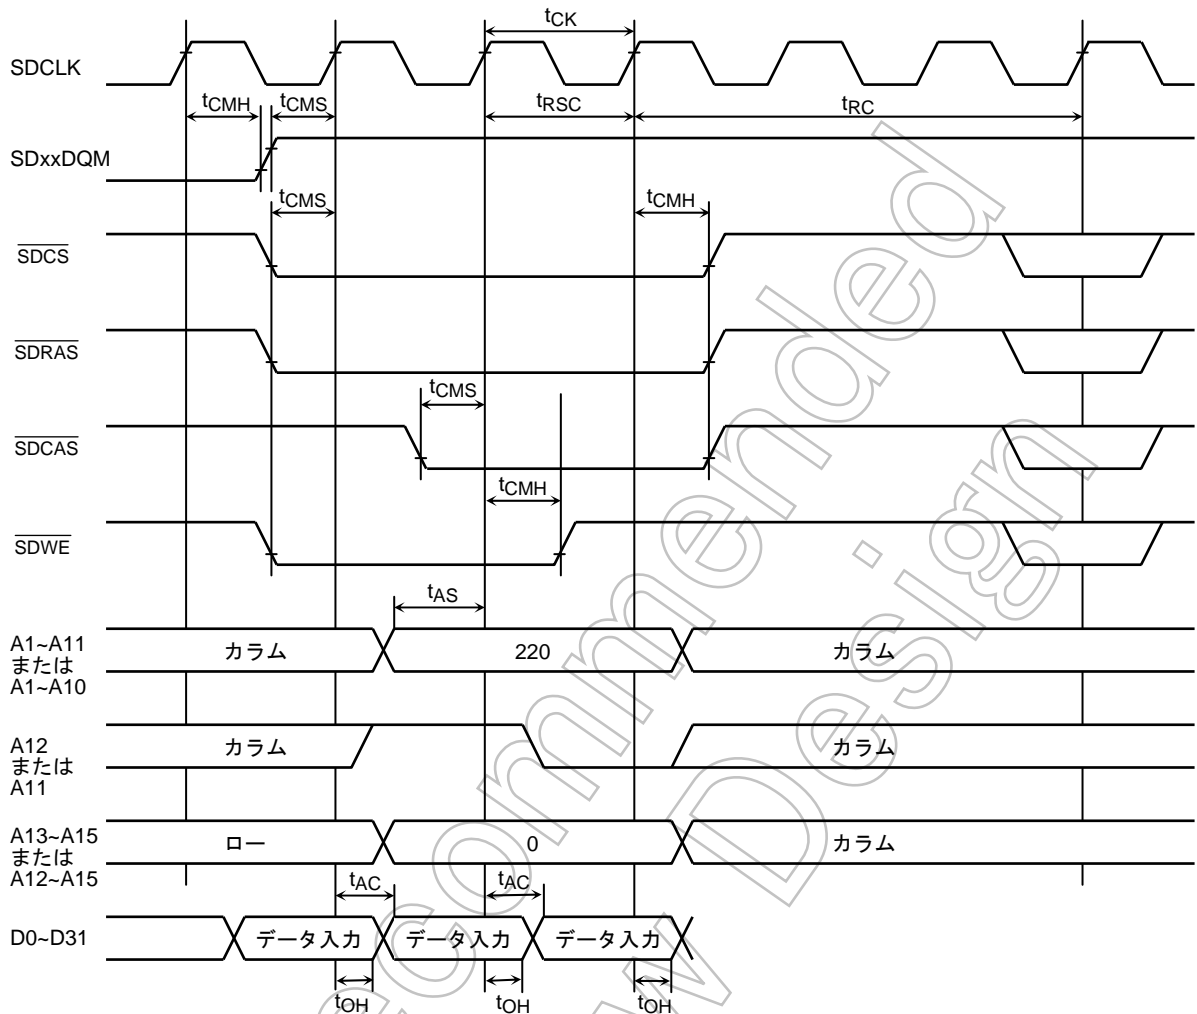 tCK
SDCLK
tCMH tCMS tRSC tRC
SDxxDQM
tCMS tCMH
SDCS
SDRAS
tCMS
SDCAS
tCMH
SDWE
tAS
A1~A11
または
A1~A10
カラム 220 カラム
A12
または
A11
カラム カラム
A13~A15
または
A12~A15
ロー 0 カラム
tAC tAC
D0~D31 データ入力 データ入力 データ入力
tOH tOH tOH
ecommended
w Design